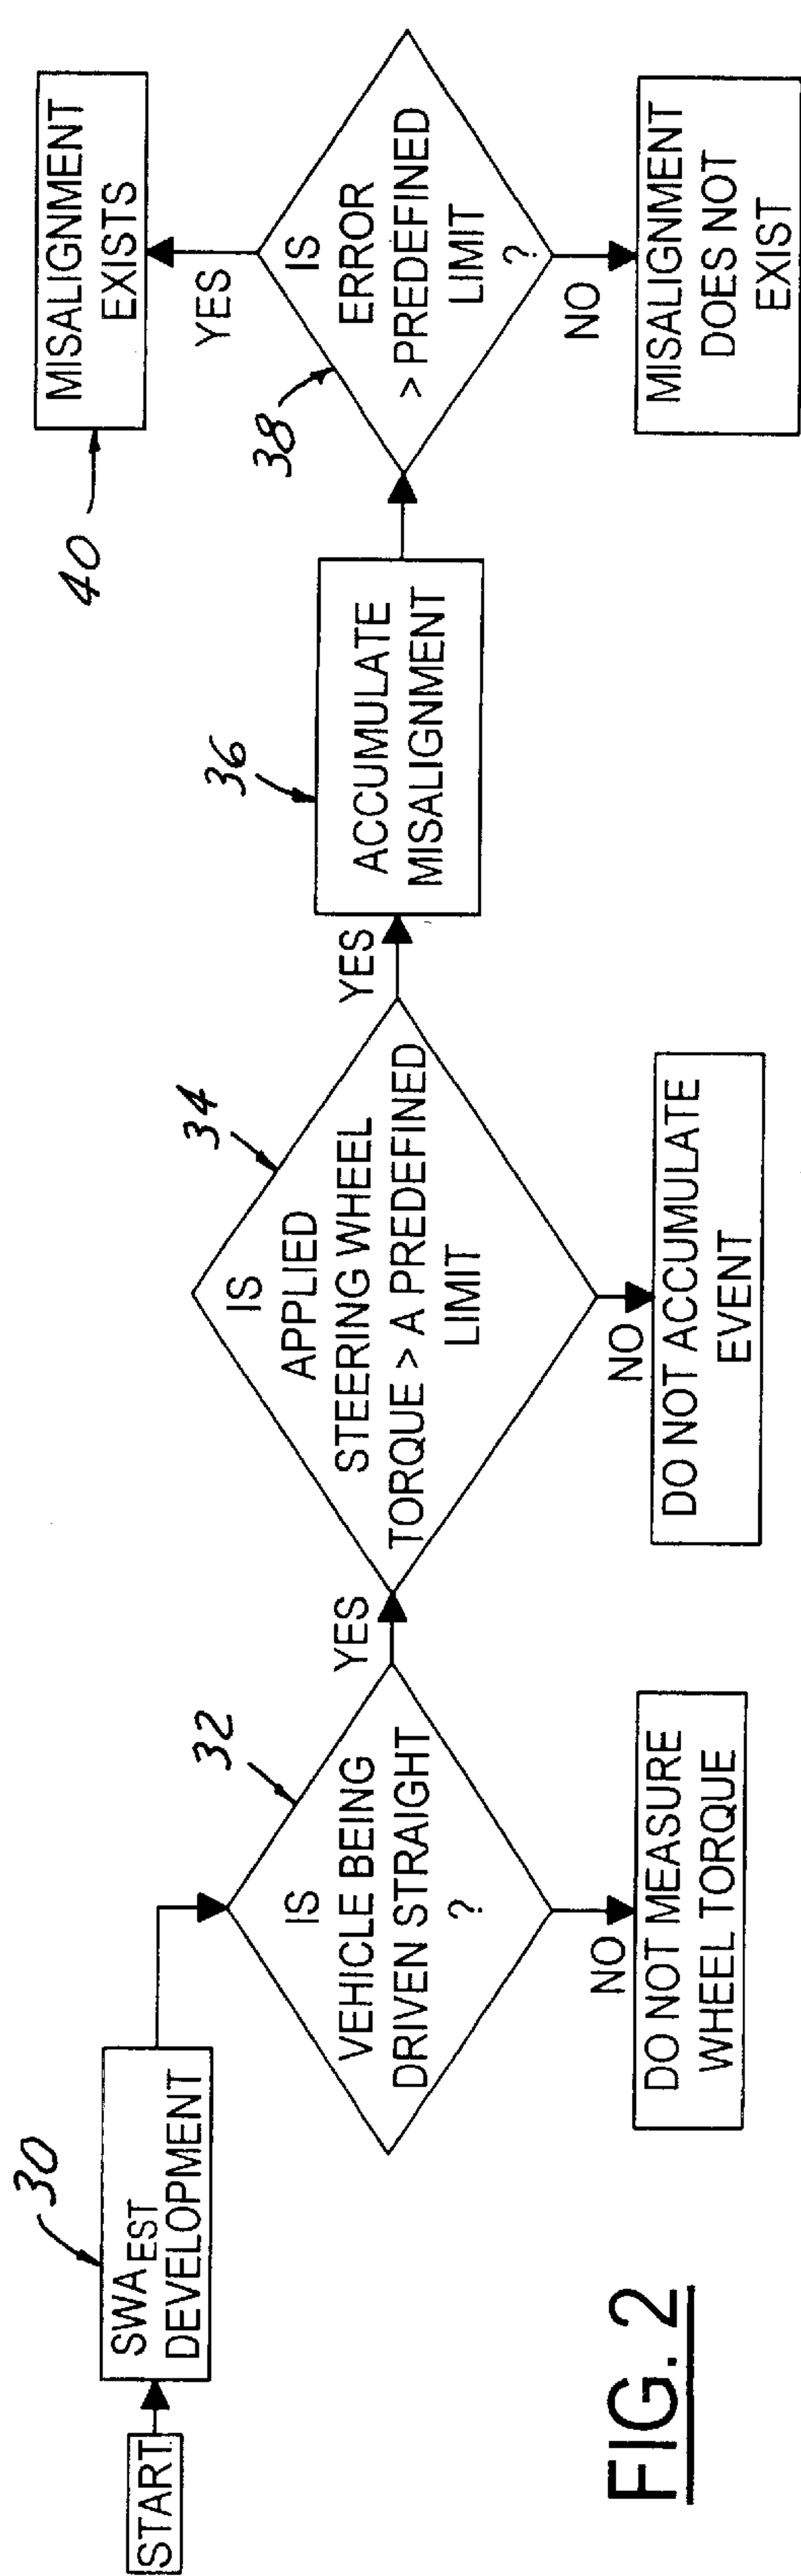 START
30
SWAEST
DEVELOPMENT
32
IS
VEHICLE BEING
DRIVEN STRAIGHT
?
NO
DO NOT MEASURE
WHEEL TORQUE
YES
34
IS
APPLIED
STEERING WHEEL
TORQUE > A PREDEFINED
LIMIT
NO
DO NOT ACCUMULATE
EVENT
YES
36
ACCUMULATE
MISALIGNMENT
38
IS
ERROR
> PREDEFINED
LIMIT
?
YES
40
MISALIGNMENT
EXISTS
NO
MISALIGNMENT
DOES NOT
EXIST
FIG. 2